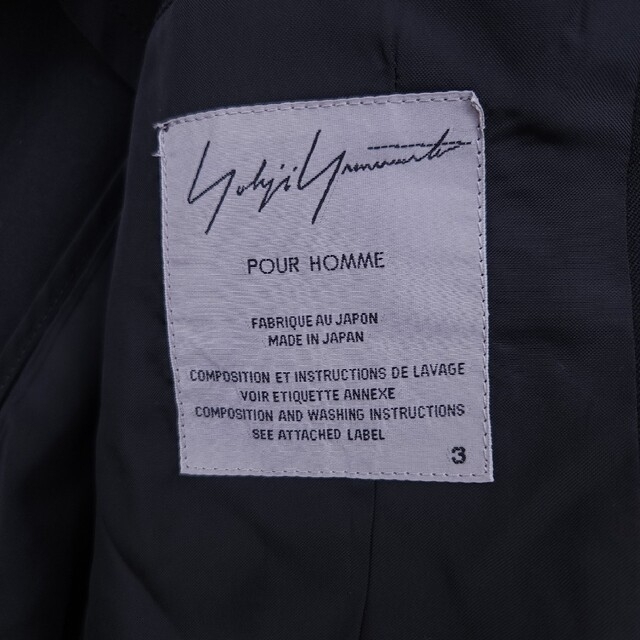 Yohji Yamamoto
POUR HOMME
FABRIQUE AU JAPON
MADE IN JAPAN
COMPOSITION ET INSTRUCTIONS DE LAVAGE
VOIR ETIQUETTE ANNEXE
COMPOSITION AND WASHING INSTRUCTIONS
SEE ATTACHED LABEL
3